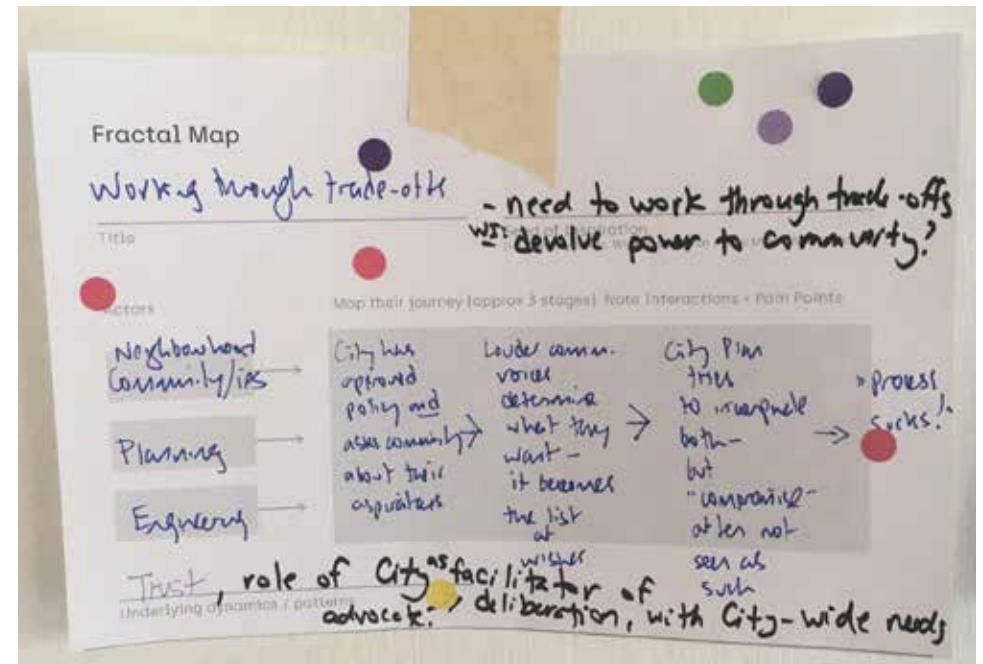 Fractal Map
Working through trade-offs
- need to work through trade-offs
devolve power to community?
Title
Actors
Map their journey (approx 3 stages). Note Interactions + Pain Points
Neighbourhood
Community/ies
Planning
Engineering
City has
approved
policy and
asks community
about their
aspirations
Louder comm.
voices
determine
what they
want –
it becomes
the list
of
wishes
City Plan
tries
to incorporate
both –
but
"compromise"
often not
seen as
such
process
sucks!
Trust, role of City as facilitator of
advocate? deliberation, with City-wide needs
Underlying dynamics / patterns